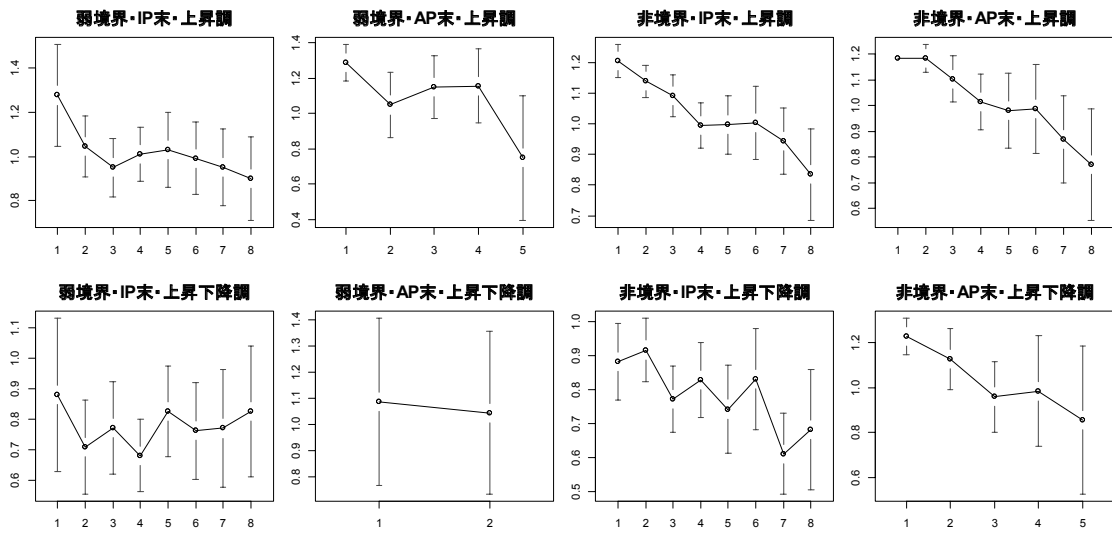 弱境界・IP末・上昇調
弱境界・AP末・上昇調
非境界・IP末・上昇調
非境界・AP末・上昇調
0.8 1.0 1.2 1.4
1 2 3 4 5 6 7 8
0.4 0.6 0.8 1.0 1.2 1.4
1 2 3 4 5
0.7 0.8 0.9 1.0 1.1 1.2
1 2 3 4 5 6 7 8
0.6 0.7 0.8 0.9 1.0 1.1 1.2
1 2 3 4 5 6 7 8
弱境界・IP末・上昇下降調
弱境界・AP末・上昇下降調
非境界・IP末・上昇下降調
非境界・AP末・上昇下降調
0.6 0.7 0.8 0.9 1.0 1.1
1 2 3 4 5 6 7 8
0.8 0.9 1.0 1.1 1.2 1.3 1.4
1 2
0.5 0.6 0.7 0.8 0.9 1.0
1 2 3 4 5 6 7 8
0.6 0.8 1.0 1.2
1 2 3 4 5